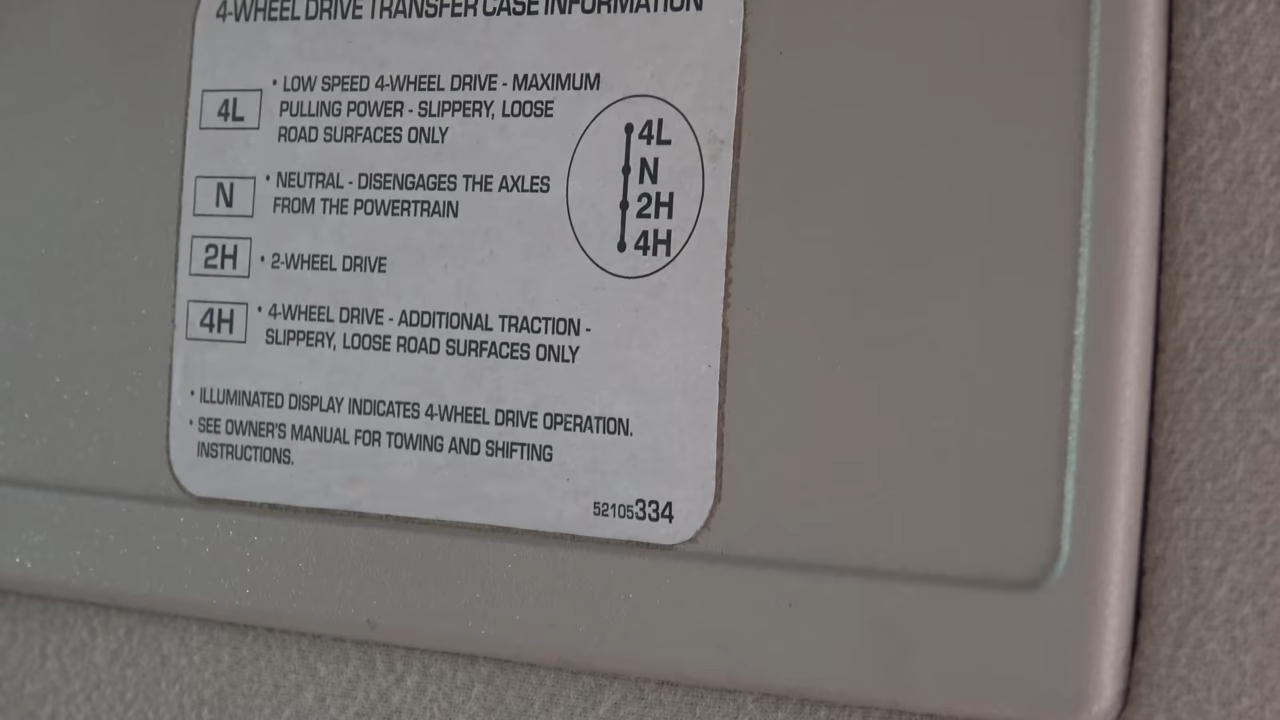 4-WHEEL DRIVE TRANSFER CASE INFORMATION
4L
• LOW SPEED 4-WHEEL DRIVE - MAXIMUM
PULLING POWER - SLIPPERY, LOOSE
ROAD SURFACES ONLY
N
• NEUTRAL - DISENGAGES THE AXLES
FROM THE POWERTRAIN
2H
• 2-WHEEL DRIVE
4H
• 4-WHEEL DRIVE - ADDITIONAL TRACTION -
SLIPPERY, LOOSE ROAD SURFACES ONLY
4L
N
2H
4H
• ILLUMINATED DISPLAY INDICATES 4-WHEEL DRIVE OPERATION.
• SEE OWNER'S MANUAL FOR TOWING AND SHIFTING
INSTRUCTIONS.
52105334